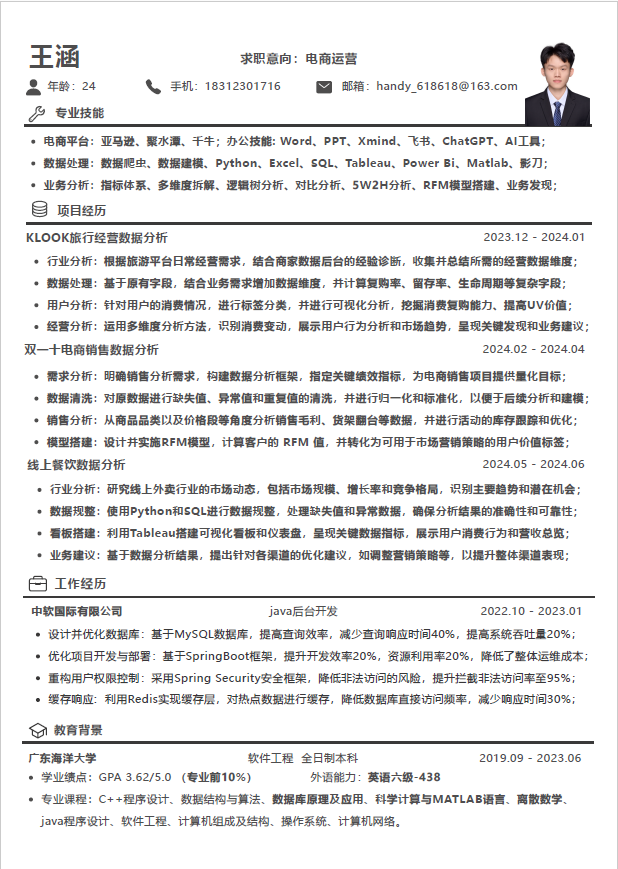 王涵
求职意向：电商运营
年龄：24 手机：18312301716 邮箱：handy_618618@163.com
专业技能
• 电商平台：亚马逊、聚水潭、千牛；办公技能: Word、PPT、Xmind、飞书、ChatGPT、AI工具；
• 数据处理：数据爬虫、数据建模、Python、Excel、SQL、Tableau、Power Bi、Matlab、影刀；
• 业务分析：指标体系、多维度拆解、逻辑树分析、对比分析、5W2H分析、RFM模型搭建、业务发现；
项目经历
KLOOK旅行经营数据分析 2023.12 - 2024.01
• 行业分析：根据旅游平台日常经营需求，结合商家数据后台的经验诊断，收集并总结所需的经营数据维度；
• 数据处理：基于原有字段，结合业务需求增加数据维度，并计算复购率、留存率、生命周期等复杂字段；
• 用户分析：针对用户的消费情况，进行标签分类，并进行可视化分析，挖掘消费复购能力、提高UV价值；
• 经营分析：运用多维度分析方法，识别消费变动，展示用户行为分析和市场趋势，呈现关键发现和业务建议；
双一十电商销售数据分析 2024.02 - 2024.04
• 需求分析：明确销售分析需求，构建数据分析框架，指定关键绩效指标，为电商销售项目提供量化目标；
• 数据清洗：对原数据进行缺失值、异常值和重复值的清洗，并进行归一化和标准化，以便于后续分析和建模；
• 销售分析：从商品品类以及价格段等角度分析销售毛利、货架翻台等数据，并进行活动的库存跟踪和优化；
• 模型搭建：设计并实施RFM模型，计算客户的 RFM 值，并转化为可用于市场营销策略的用户价值标签；
线上餐饮数据分析 2024.05 - 2024.06
• 行业分析：研究线上外卖行业的市场动态，包括市场规模、增长率和竞争格局，识别主要趋势和潜在机会；
• 数据规整：使用Python和SQL进行数据规整，处理缺失值和异常数据，确保分析结果的准确性和可靠性；
• 看板搭建：利用Tableau搭建可视化看板和仪表盘，呈现关键数据指标，展示用户消费行为和营收总览；
• 业务建议：基于数据分析结果，提出针对各渠道的优化建议，如调整营销策略等，以提升整体渠道表现；
工作经历
中软国际有限公司 java后台开发 2022.10 - 2023.01
• 设计并优化数据库：基于MySQL数据库，提高查询效率，减少查询响应时间40%，提高系统吞吐量20%；
• 优化项目开发与部署：基于SpringBoot框架，提升开发效率20%，资源利用率20%，降低了整体运维成本；
• 重构用户权限控制：采用Spring Security安全框架，降低非法访问的风险，提升拦截非法访问率至95%；
• 缓存响应: 利用Redis实现缓存层，对热点数据进行缓存，降低数据库直接访问频率，减少响应时间30%；
教育背景
广东海洋大学 软件工程 全日制本科 2019.09 - 2023.06
• 学业绩点：GPA 3.62/5.0 （专业前10%） 外语能力：英语六级-438
• 专业课程：C++程序设计、数据结构与算法、数据库原理及应用、科学计算与MATLAB语言、离散数学、
java程序设计、软件工程、计算机组成及结构、操作系统、计算机网络。